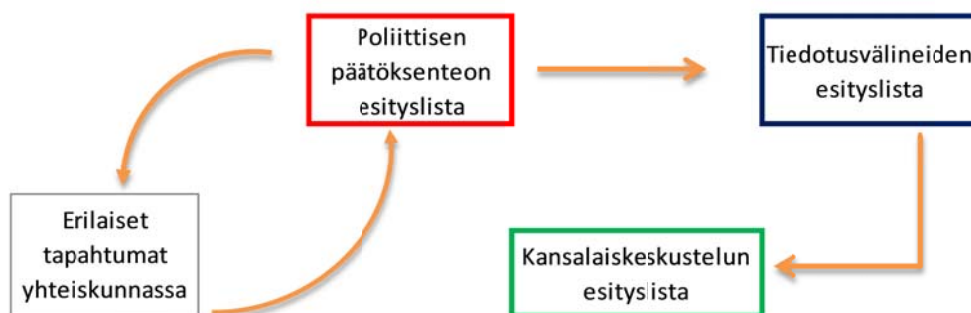 Poliittisen
päätöksenteon
esityslista
Tiedotusvälineiden
esityslista
Erilaiset
tapahtumat
yhteiskunnassa
Kansalaiskeskustelun
esityslista